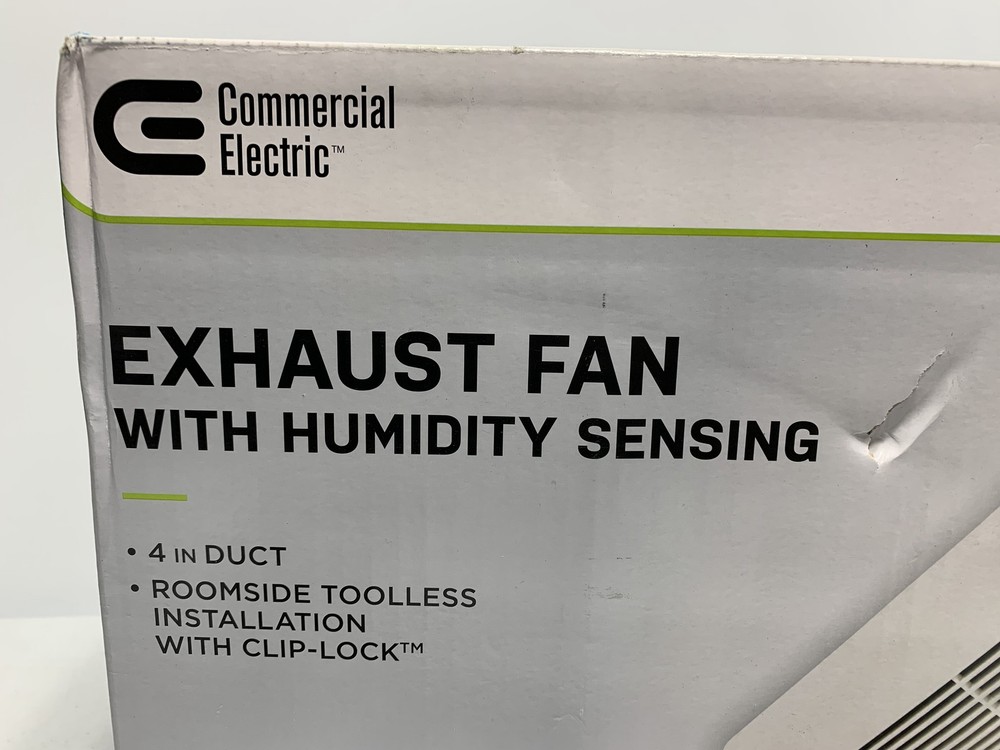 Commercial
Electric™
EXHAUST FAN
WITH HUMIDITY SENSING
• 4 IN DUCT
• ROOMSIDE TOOLLESS
INSTALLATION
WITH CLIP-LOCK™